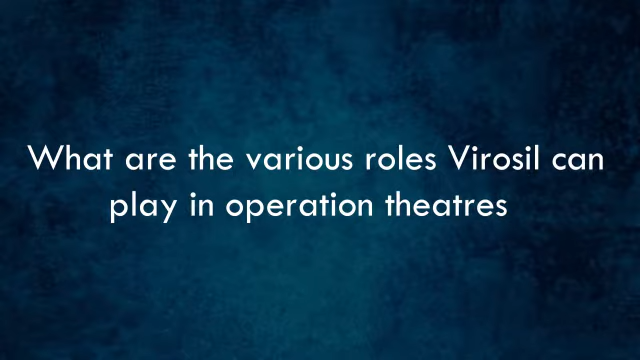 What are the various roles Virosil can
play in operation theatres